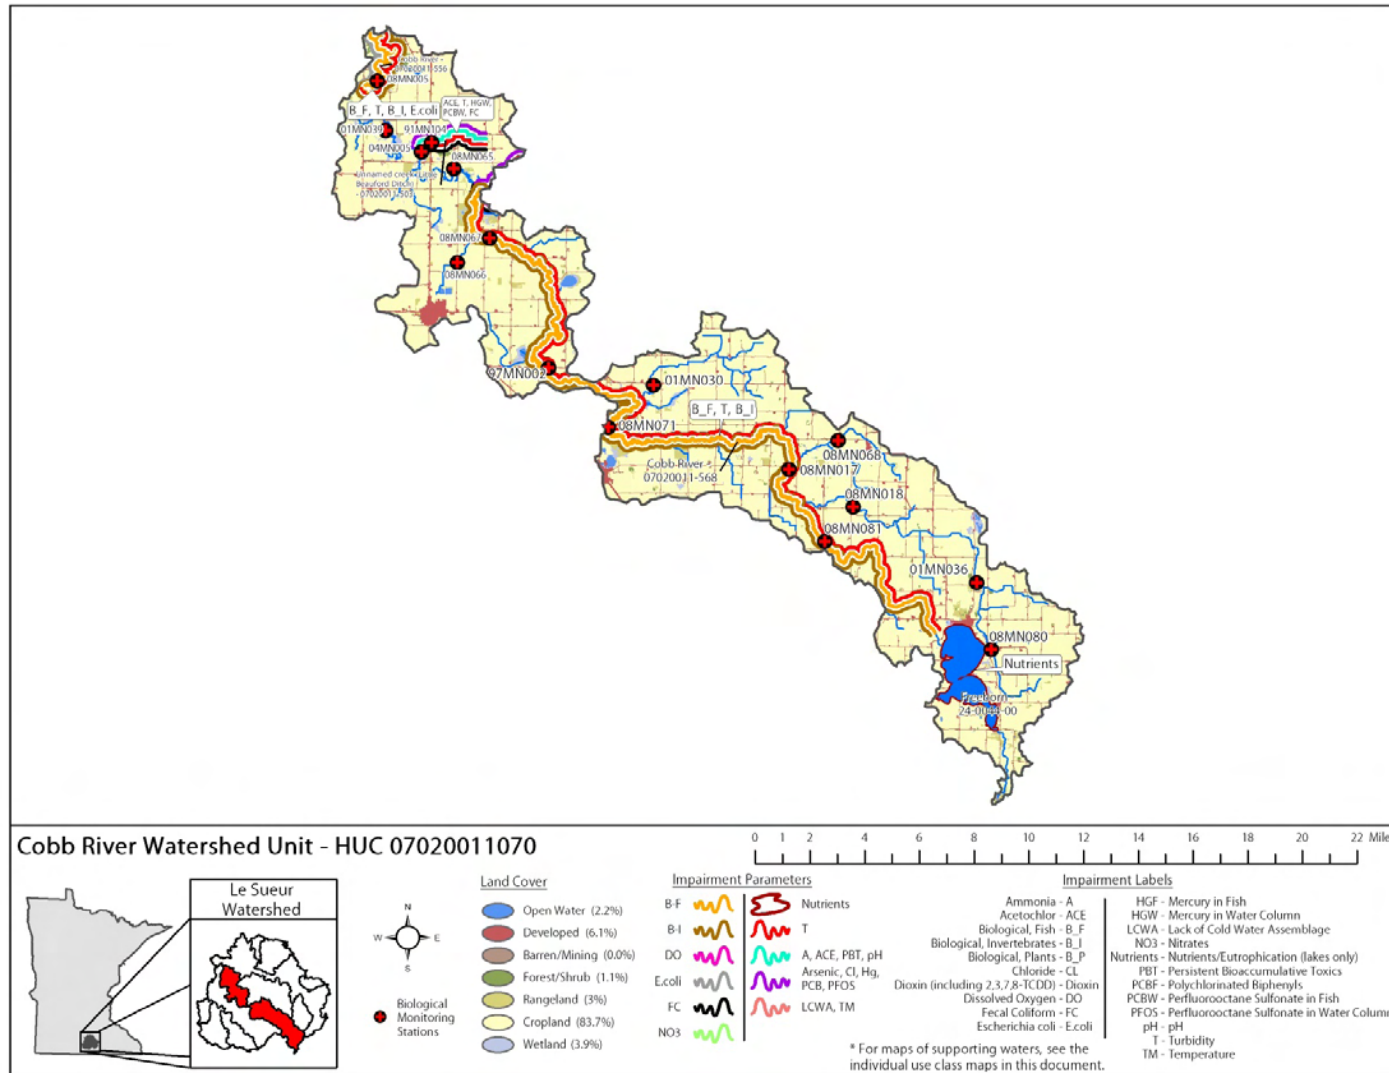 Cobb River -
07020011-556
08MN005
B_F, T, B_I, E.coli
ACE, T, HGW,
PCBW, FC
01MN039
91MN104
04MN005
08MN065
Unnamed creek (Little
Beauford Ditch)
- 07020011-503
08MN067
08MN066
97MN002
01MN030
B_F, T, B_I
08MN071
08MN068
Cobb River -
07020011-568
08MN017
08MN018
08MN081
01MN036
08MN080
Nutrients
Freeborn
24-0044-00
Cobb River Watershed Unit - HUC 07020011070
0 1 2 4 6 8 10 12 14 16 18 20 22 Mile
Le Sueur
Watershed
N
W E
S
Biological
Monitoring
Stations
Land Cover
Open Water (2.2%)
Developed (6.1%)
Barren/Mining (0.0%)
Forest/Shrub (1.1%)
Rangeland (3%)
Cropland (83.7%)
Wetland (3.9%)
Impairment Parameters
B-F
B-I
DO
E.coli
FC
NO3
Nutrients
T
A, ACE, PBT, pH
Arsenic, Cl, Hg,
PCB, PFOS
LCWA, TM
Impairment Labels
Ammonia - A
Acetochlor - ACE
Biological, Fish - B_F
Biological, Invertebrates - B_I
Biological, Plants - B_P
Chloride - CL
Dioxin (including 2,3,7,8-TCDD) - Dioxin
Dissolved Oxygen - DO
Fecal Coliform - FC
Escherichia coli - E.coli
HGF - Mercury in Fish
HGW - Mercury in Water Column
LCWA - Lack of Cold Water Assemblage
NO3 - Nitrates
Nutrients - Nutrients/Eutrophication (lakes only)
PBT - Persistent Bioaccumulative Toxics
PCBF - Polychlorinated Biphenyls
PCBW - Perfluorooctane Sulfonate in Fish
PFOS - Perfluorooctane Sulfonate in Water Column
pH - pH
T - Turbidity
TM - Temperature
* For maps of supporting waters, see the
individual use class maps in this document.